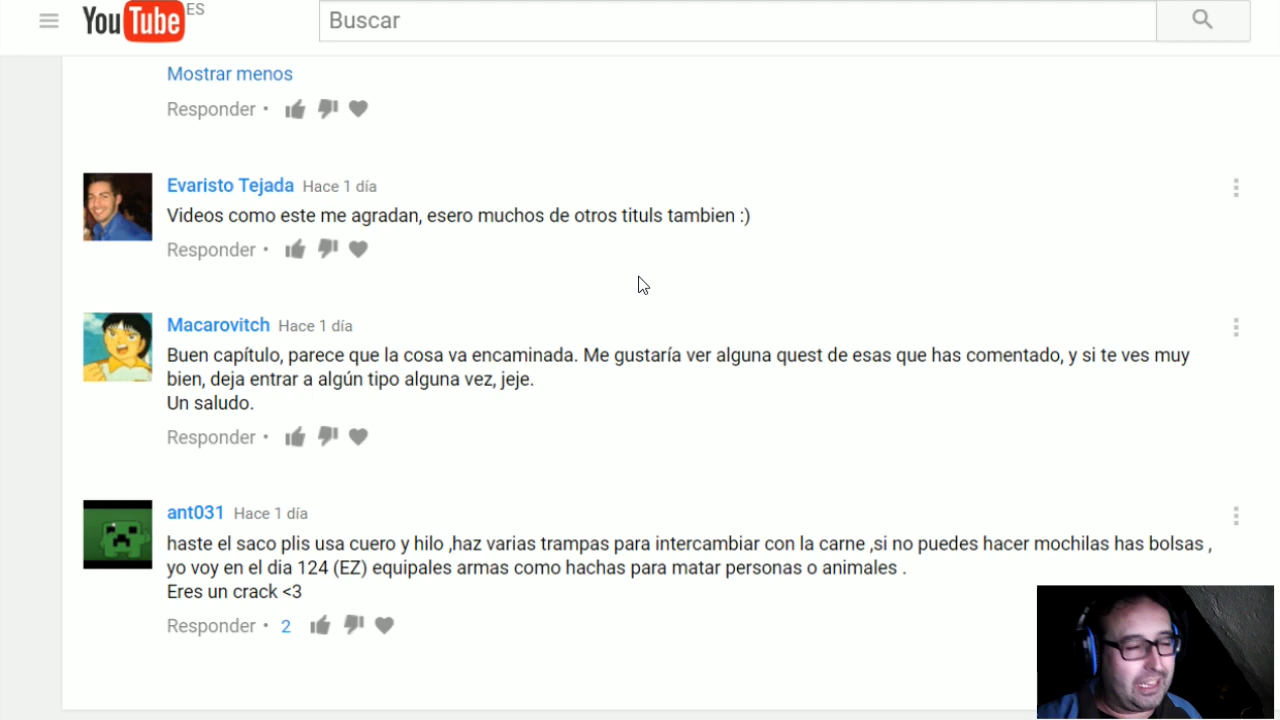 YouTube ES
Buscar
Mostrar menos
Responder •
Evaristo Tejada Hace 1 día
Videos como este me agradan, esero muchos de otros tituls tambien :)
Responder •
Macarovitch Hace 1 día
Buen capítulo, parece que la cosa va encaminada. Me gustaría ver alguna quest de esas que has comentado, y si te ves muy
bien, deja entrar a algún tipo alguna vez, jeje.
Un saludo.
Responder •
ant031 Hace 1 día
haste el saco plis usa cuero y hilo ,haz varias trampas para intercambiar con la carne ,si no puedes hacer mochilas has bolsas ,
yo voy en el dia 124 (EZ) equipales armas como hachas para matar personas o animales .
Eres un crack <3
Responder • 2